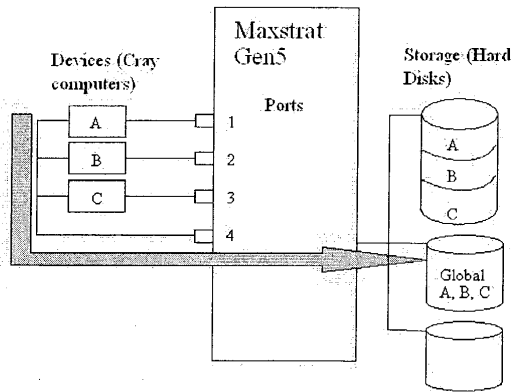 Maxstrat
Gen5
Devices (Cray
computers)
Storage (Hard
Disks)
Ports
A
1
B
2
C
3
4
A
B
C
Global
A, B, C